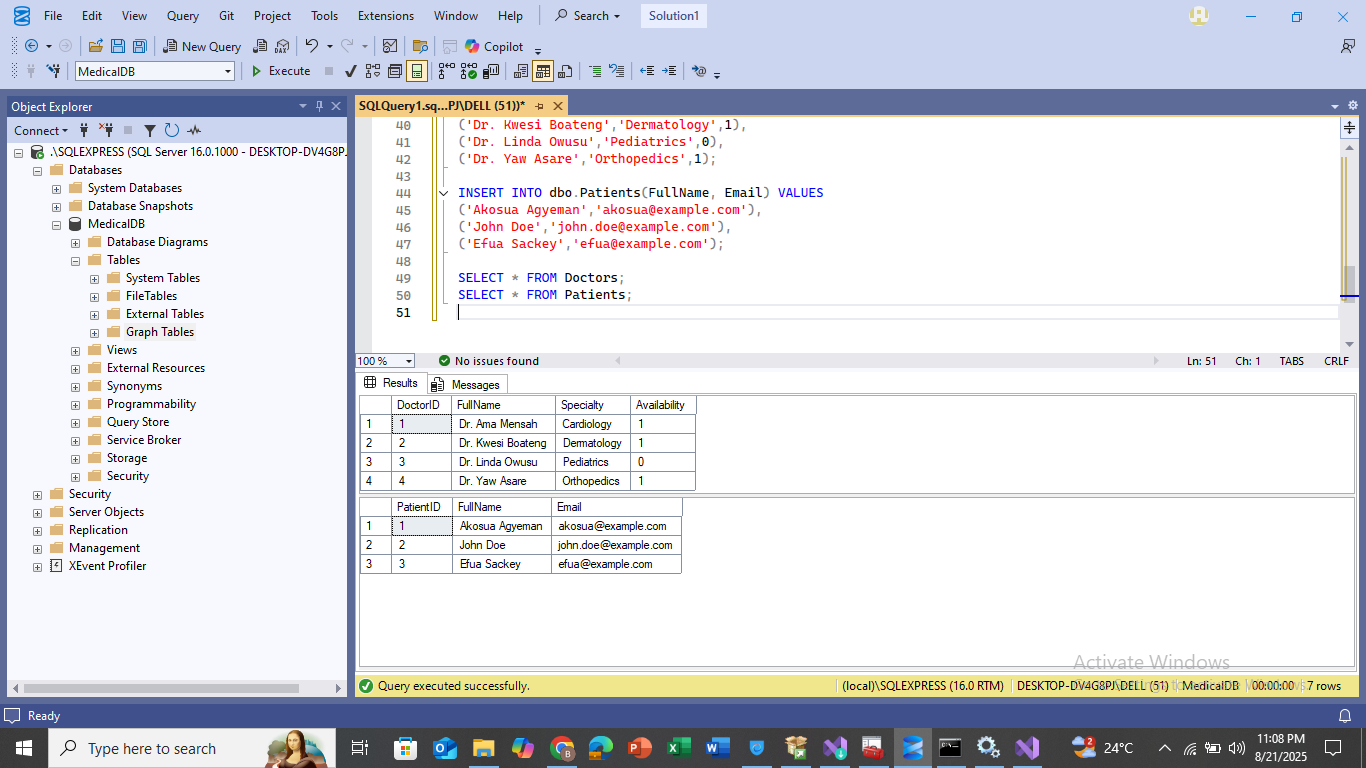 File Edit View Query Git Project Tools Extensions Window Help Search Solution1
New Query DAX Copilot
MedicalDB Execute
Object Explorer
Connect
.\SQLEXPRESS (SQL Server 16.0.1000 - DESKTOP-DV4G8PJ
Databases
System Databases
Database Snapshots
MedicalDB
Database Diagrams
Tables
System Tables
FileTables
External Tables
Graph Tables
Views
External Resources
Synonyms
Programmability
Query Store
Service Broker
Storage
Security
Security
Server Objects
Replication
Management
XEvent Profiler
SQLQuery1.sq...PJ\DELL (51))*
40 ('Dr. Kwesi Boateng','Dermatology',1),
41 ('Dr. Linda Owusu','Pediatrics',0),
42 ('Dr. Yaw Asare','Orthopedics',1);
43
44 INSERT INTO dbo.Patients(FullName, Email) VALUES
45 ('Akosua Agyeman','akosua@example.com'),
46 ('John Doe','john.doe@example.com'),
47 ('Efua Sackey','efua@example.com');
48
49 SELECT * FROM Doctors;
50 SELECT * FROM Patients;
51
100 % No issues found Ln: 51 Ch: 1 TABS CRLF
Results Messages
DoctorID FullName Specialty Availability
1 1 Dr. Ama Mensah Cardiology 1
2 2 Dr. Kwesi Boateng Dermatology 1
3 3 Dr. Linda Owusu Pediatrics 0
4 4 Dr. Yaw Asare Orthopedics 1
PatientID FullName Email
1 1 Akosua Agyeman akosua@example.com
2 2 John Doe john.doe@example.com
3 3 Efua Sackey efua@example.com
Activate Windows
Query executed successfully. (local)\SQLEXPRESS (16.0 RTM) DESKTOP-DV4G8PJ\DELL (51) MedicalDB 00:00:00 7 rows
Ready
Type here to search 24°C 11:08 PM
8/21/2025